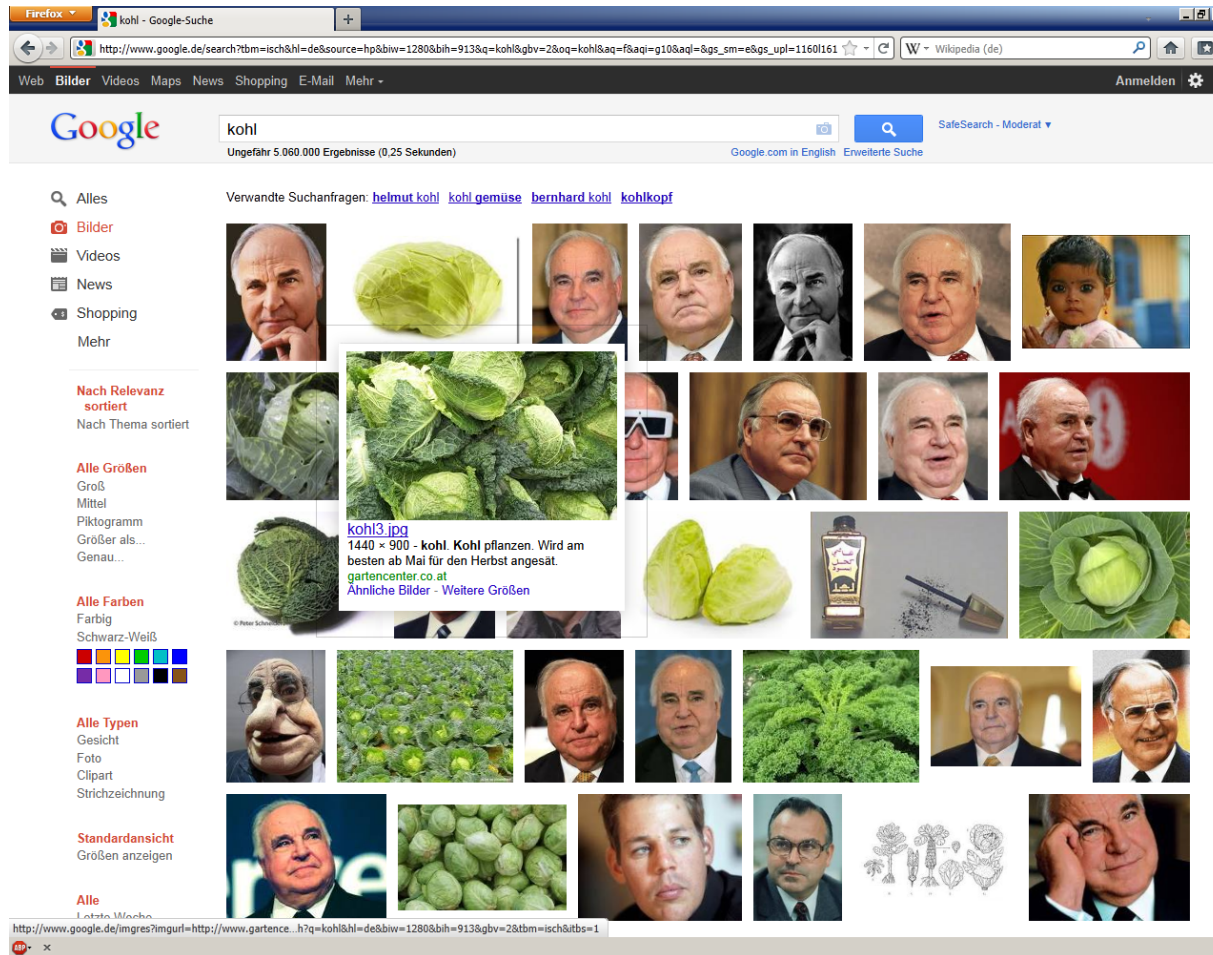 Firefox
kohl - Google-Suche
http://www.google.de/search?tbm=isch&hl=de&source=hp&biw=1280&bih=913&q=kohl&gbv=2&oq=kohl&aq=f&aqi=g10&aql=&gs_sm=e&gs_upl=1160l161
Wikipedia (de)
Web Bilder Videos Maps News Shopping E-Mail Mehr
Anmelden
Google
kohl
SafeSearch - Moderat
Ungefähr 5.060.000 Ergebnisse (0,25 Sekunden)
Google.com in English Erweiterte Suche
Alles
Bilder
Videos
News
Shopping
Mehr
Nach Relevanz
sortiert
Nach Thema sortiert
Alle Größen
Groß
Mittel
Piktogramm
Größer als...
Genau...
Alle Farben
Farbig
Schwarz-Weiß
Alle Typen
Gesicht
Foto
Clipart
Strichzeichnung
Standardansicht
Größen anzeigen
Alle
Letzte Woche
Verwandte Suchanfragen: helmut kohl kohl gemüse bernhard kohl kohlkopf
kohl3.jpg
1440 × 900 - kohl. Kohl pflanzen. Wird am
besten ab Mai für den Herbst angesät.
gartencenter.co.at
Ähnliche Bilder - Weitere Größen
© Peter Schneider
http://www.google.de/imgres?imgurl=http://www.gartence...h?q=kohl&hl=de&biw=1280&bih=913&gbv=2&tbm=isch&itbs=1
ABP